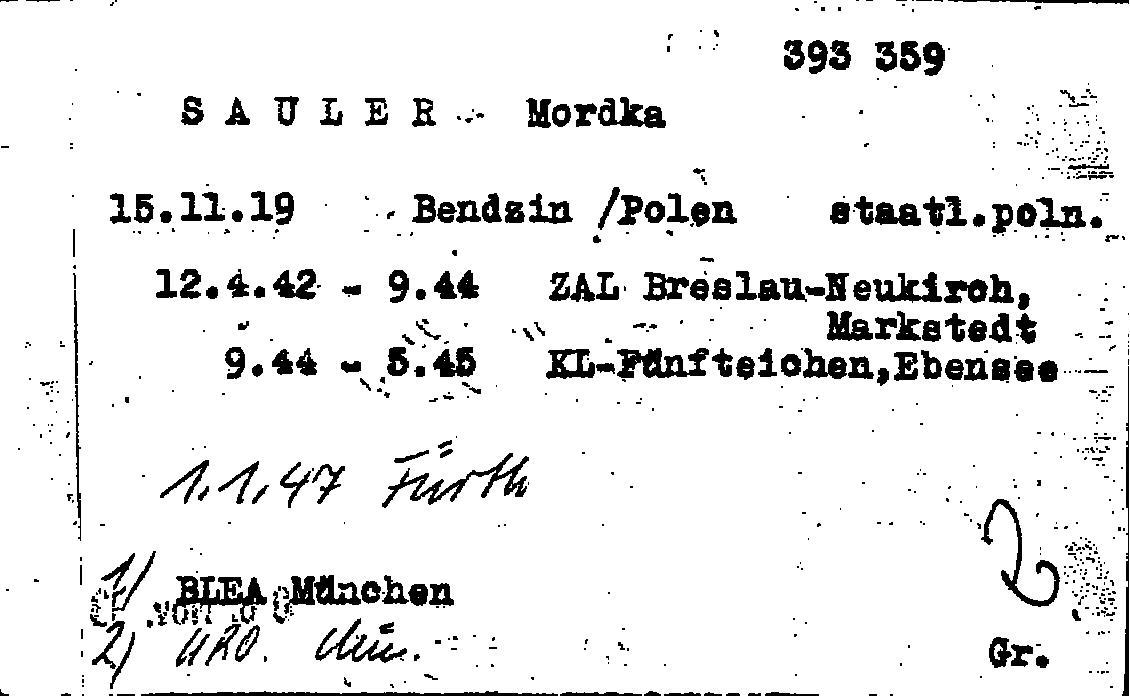 393 359
SAULER Mordka
15.11.19 Bendzin /Polen staatl.poln.
12.4.42 - 9.44 ZAL Breslau-Neukirch,
Markstedt
9.44 - 5.45 KL-Fünfteichen,Ebensee
1.1.47 Fürth
1/ BLEA München
2) URO. Mün.
2
Gr.